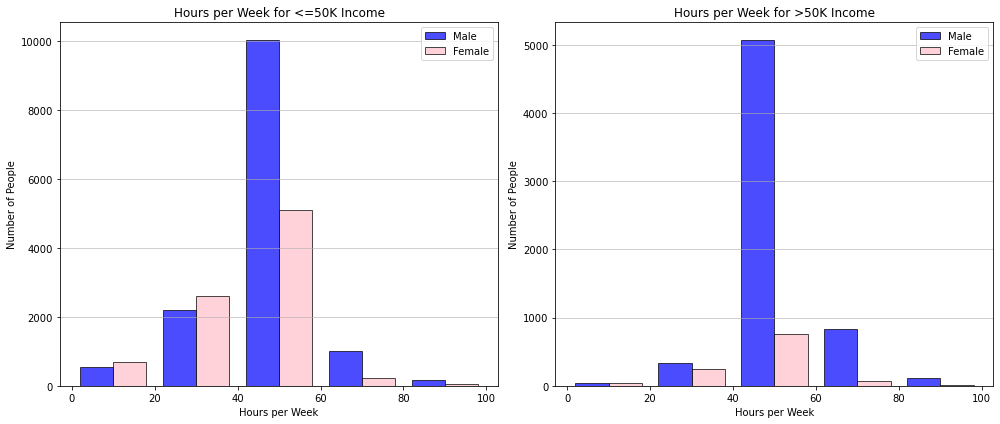 Hours per Week for <=50K Income
Male
Female
Number of People
10000
8000
6000
4000
2000
0
0 20 40 60 80 100
Hours per Week
Hours per Week for >50K Income
Male
Female
Number of People
5000
4000
3000
2000
1000
0
0 20 40 60 80 100
Hours per Week